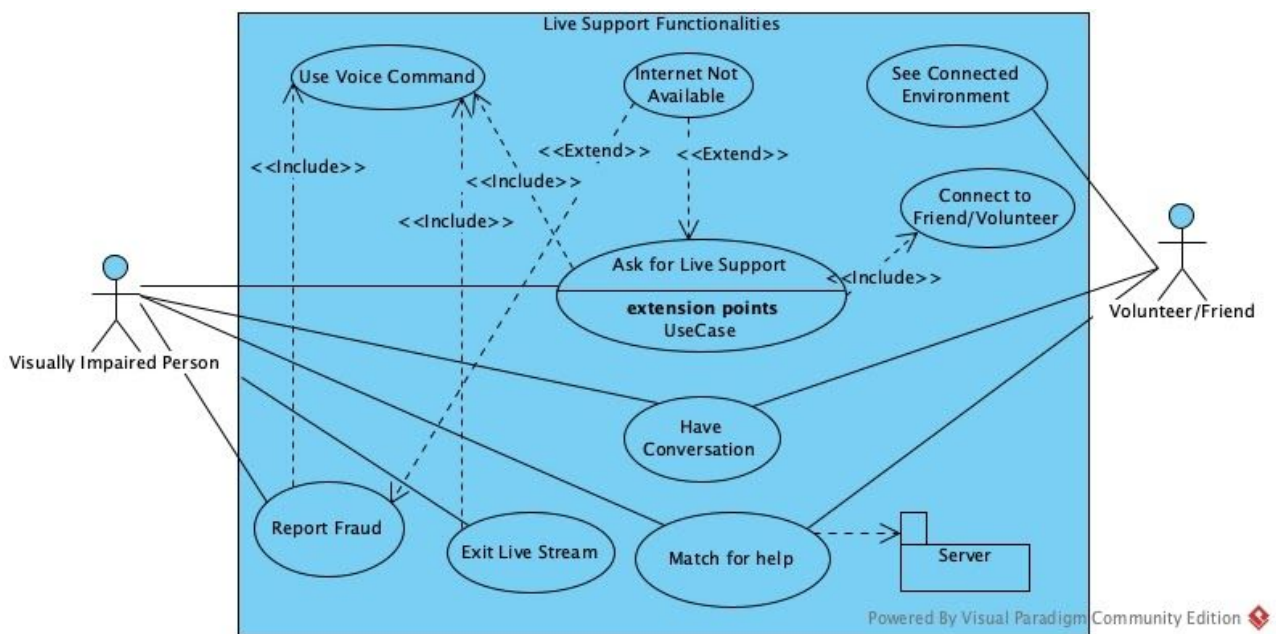 Live Support Functionalities
Use Voice Command
Internet Not
Available
See Connected
Environment
<<Extend>>
<<Extend>>
<<Include>>
<<Include>>
<<Include>>
Connect to
Friend/Volunteer
Ask for Live Support
<<Include>>
extension points
UseCase
Visually Impaired Person
Volunteer/Friend
Have
Conversation
Report Fraud
Exit Live Stream
Match for help
Server
Powered By Visual Paradigm Community Edition